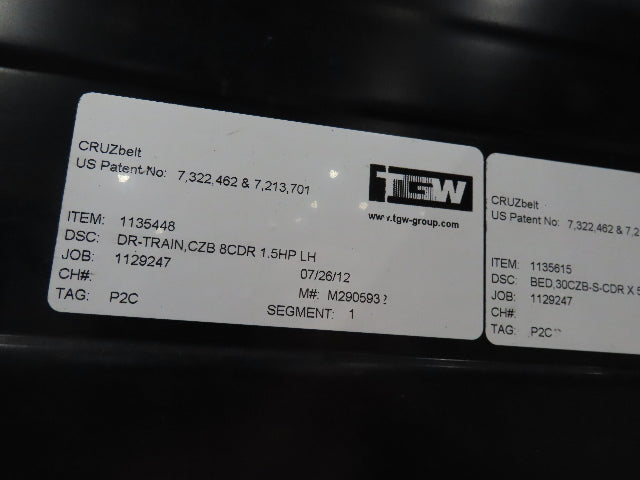 CRUZbelt
US Patent No: 7,322,462 & 7,213,701
TGW
www.tgw-group.com
ITEM: 1135448
DSC: DR-TRAIN,CZB 8CDR 1.5HP LH
JOB: 1129247 07/26/12
CH#: M#: M290593
TAG: P2C SEGMENT: 1
CRUZbelt
US Patent No: 7,322,462 & 7,2
ITEM: 1135615
DSC: BED,30CZB-S-CDR X
JOB: 1129247
CH#:
TAG: P2C